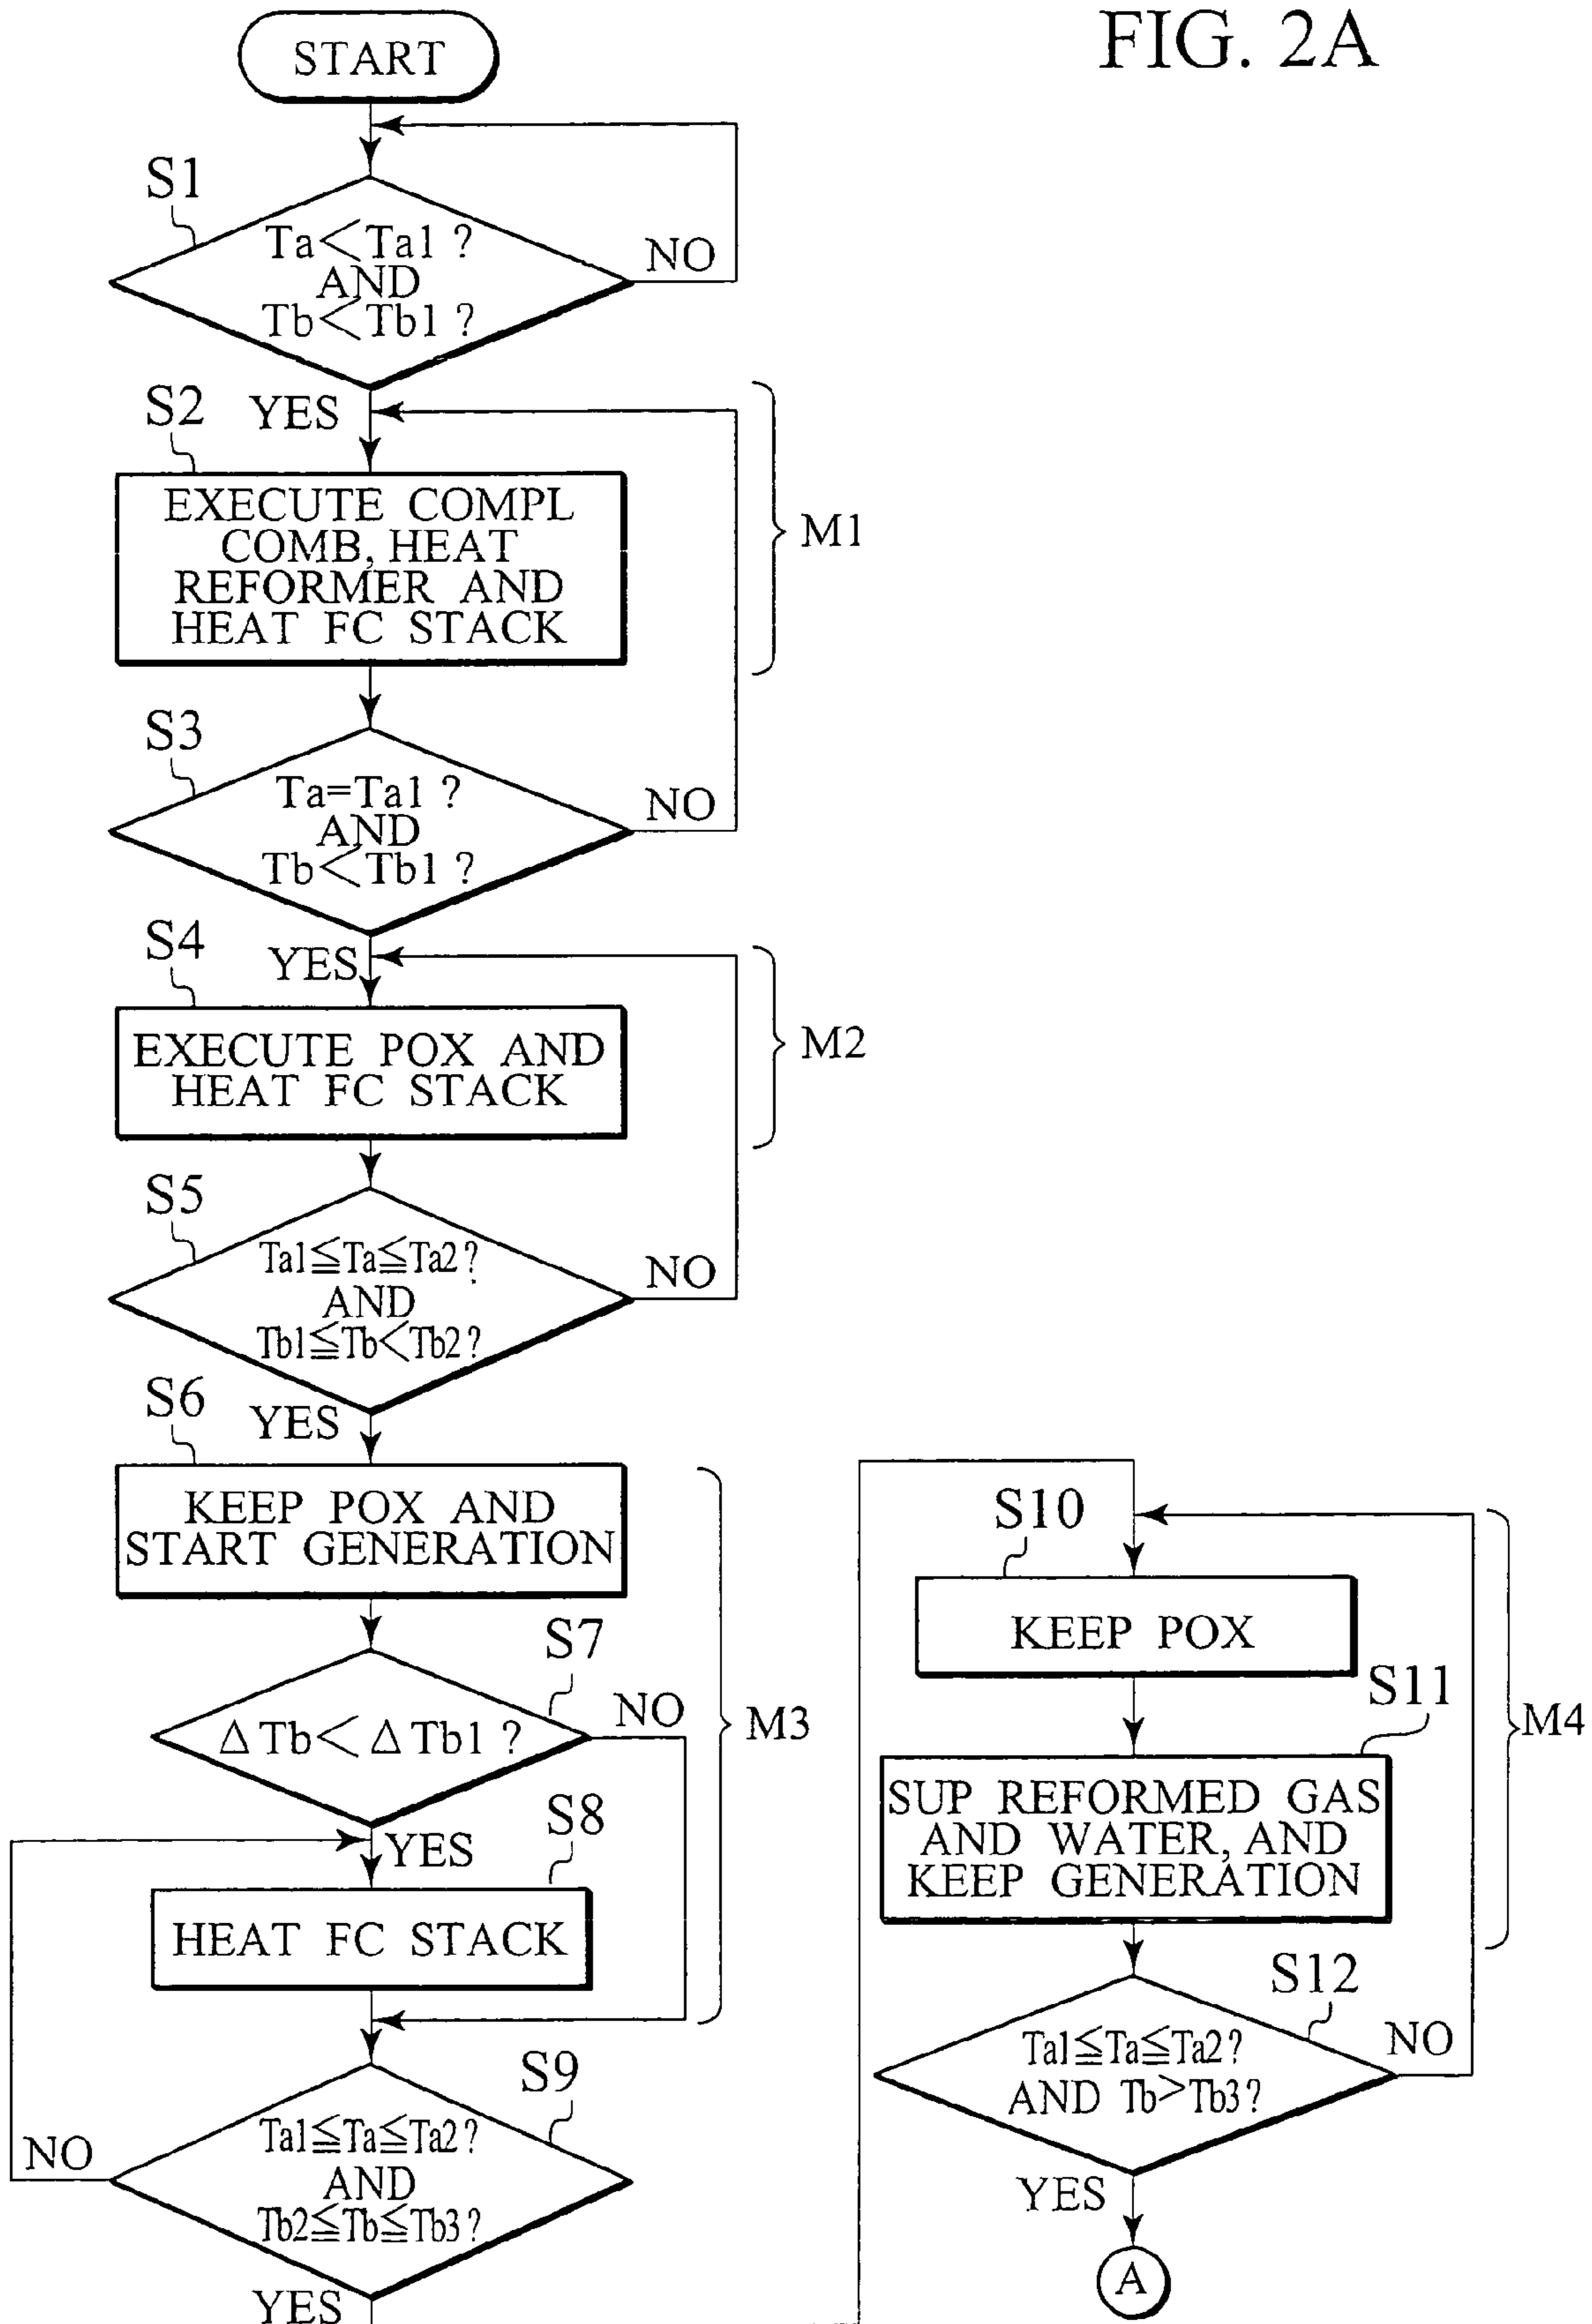 FIG. 2A
START
S1
Ta<Ta1 ?
AND
Tb<Tb1 ?
NO
YES
S2
EXECUTE COMPL
COMB, HEAT
REFORMER AND
HEAT FC STACK
M1
S3
Ta=Ta1 ?
AND
Tb<Tb1 ?
NO
YES
S4
EXECUTE POX AND
HEAT FC STACK
M2
S5
Ta1≦Ta≦Ta2?
AND
Tb1≦Tb<Tb2?
NO
YES
S6
KEEP POX AND
START GENERATION
S7
ΔTb<ΔTb1 ?
NO
M3
YES
S8
HEAT FC STACK
S9
Ta1≦Ta≦Ta2?
AND
Tb2≦Tb≦Tb3?
NO
YES
S10
KEEP POX
S11
SUP REFORMED GAS
AND WATER, AND
KEEP GENERATION
M4
S12
Ta1≦Ta≦Ta2?
AND Tb>Tb3?
NO
YES
A